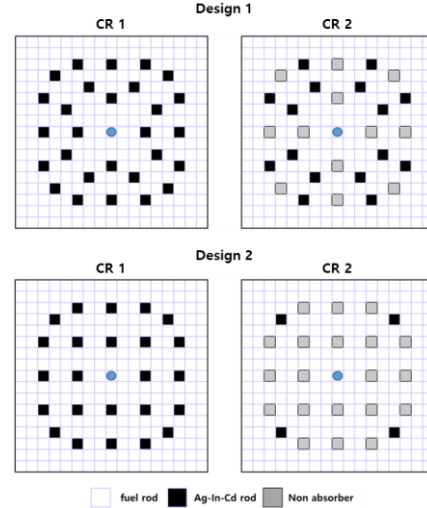 Design 1
CR 1 CR 2
Design 2
CR 1 CR 2
fuel rod Ag-In-Cd rod Non absorber